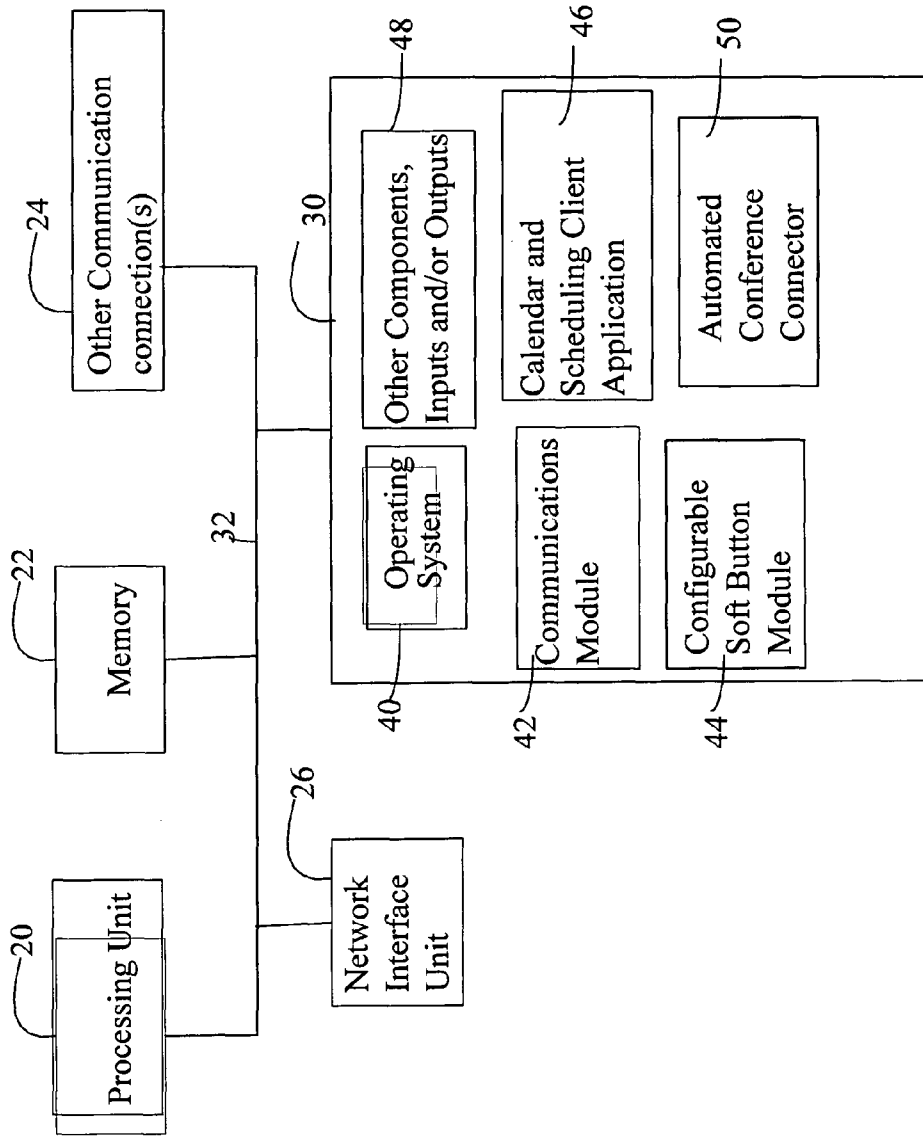 20
Processing Unit
22
Memory
24
Other Communication
connection(s)
32
26
Network
Interface
Unit
30
40
Operating
System
48
Other Components,
Inputs and/or Outputs
42
Communications
Module
46
Calendar and
Scheduling Client
Application
44
Configurable
Soft Button
Module
50
Automated
Conference
Connector